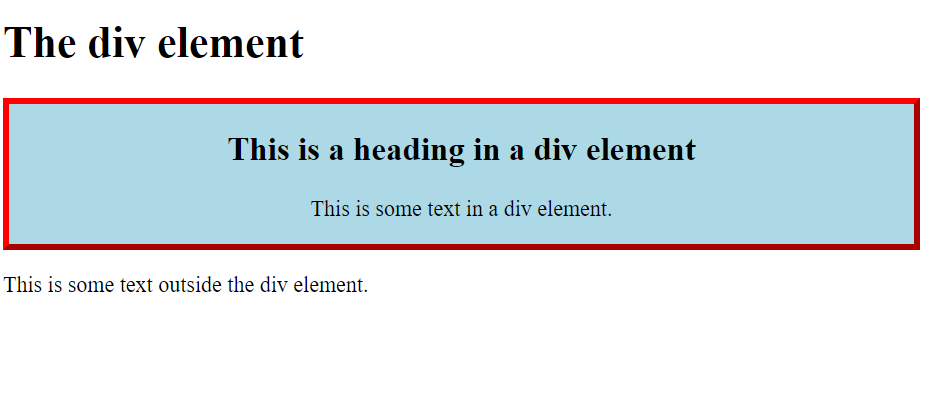 The div element
This is a heading in a div element
This is some text in a div element.
This is some text outside the div element.